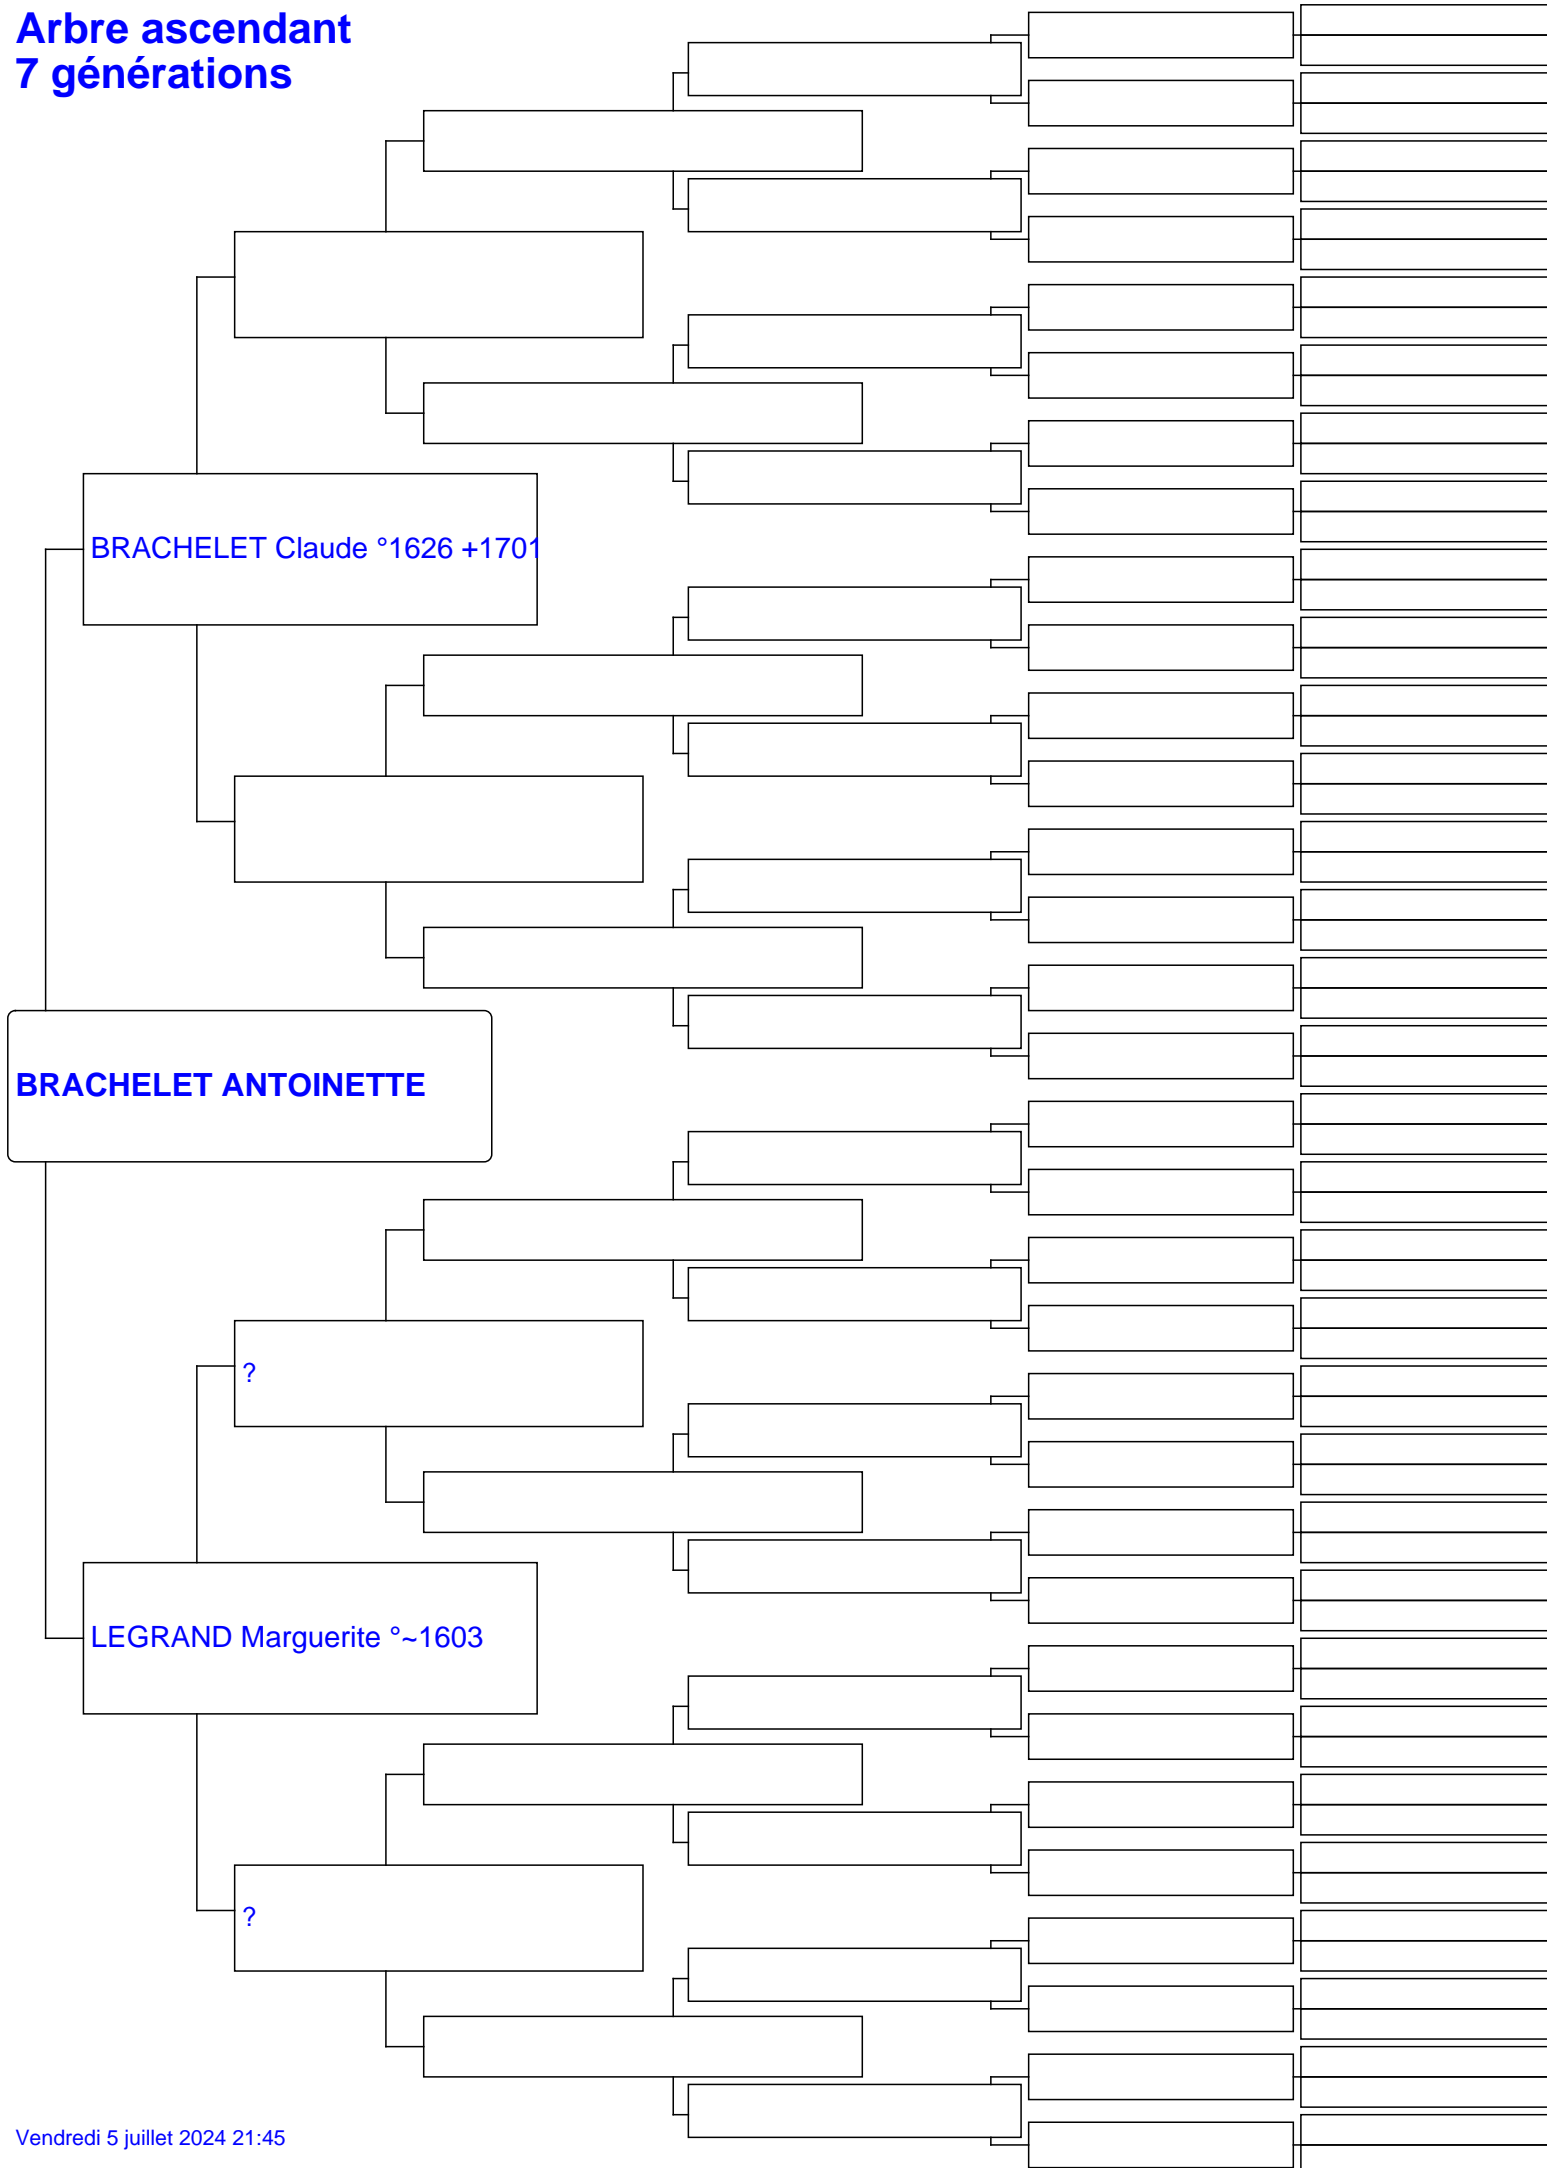 Arbre ascendant
7 générations
BRACHELET Claude °1626 +1701
BRACHELET ANTOINETTE
?
LEGRAND Marguerite °~1603
?
Vendredi 5 juillet 2024 21:45